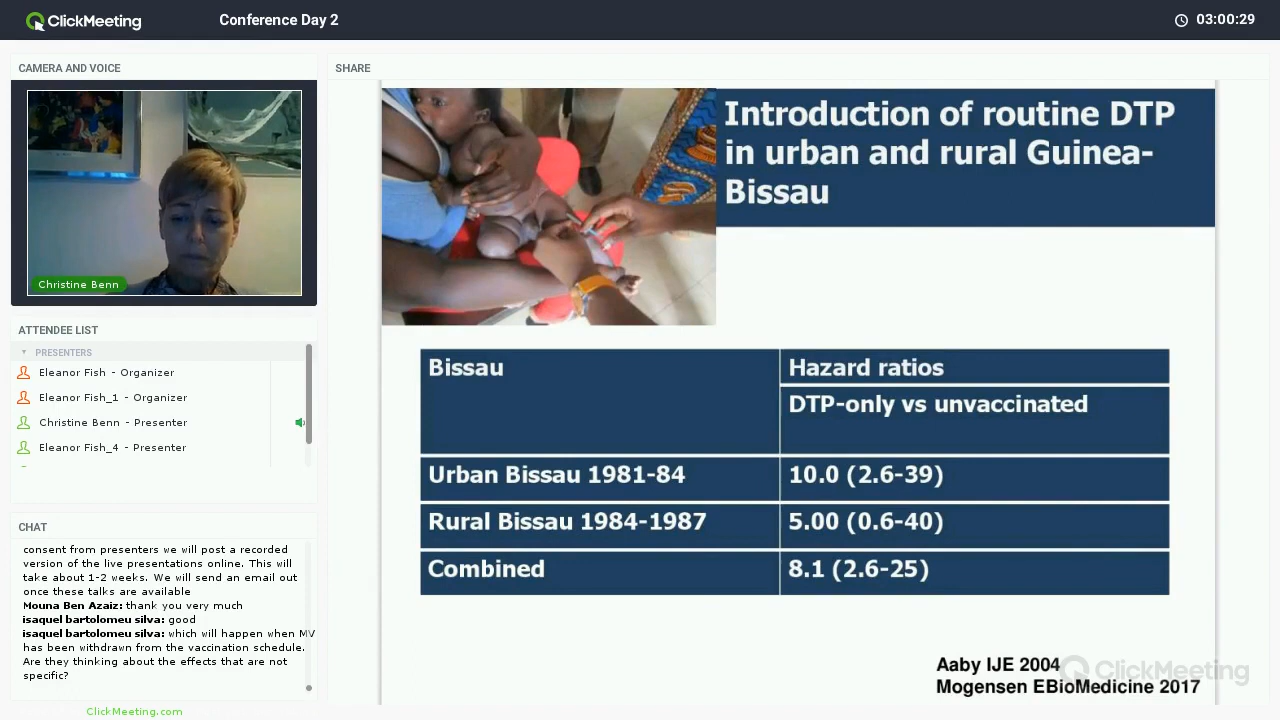 ClickMeeting
Conference Day 2
03:00:29
CAMERA AND VOICE
Christine Benn
ATTENDEE LIST
PRESENTERS
Eleanor Fish - Organizer
Eleanor Fish_1 - Organizer
Christine Benn - Presenter
Eleanor Fish_4 - Presenter
CHAT
consent from presenters we will post a recorded
version of the live presentations online. This will
take about 1-2 weeks. We will send an email out
once these talks are available
Mouna Ben Azaiz: thank you very much
isaquel bartolomeu silva: good
isaquel bartolomeu silva: which will happen when MV
has been withdrawn from the vaccination schedule.
Are they thinking about the effects that are not
specific?
ClickMeeting.com
SHARE
Introduction of routine DTP
in urban and rural Guinea-
Bissau
Bissau
Hazard ratios
DTP-only vs unvaccinated
Urban Bissau 1981-84
10.0 (2.6-39)
Rural Bissau 1984-1987
5.00 (0.6-40)
Combined
8.1 (2.6-25)
Aaby IJE 2004
Mogensen EBioMedicine 2017
ClickMeeting